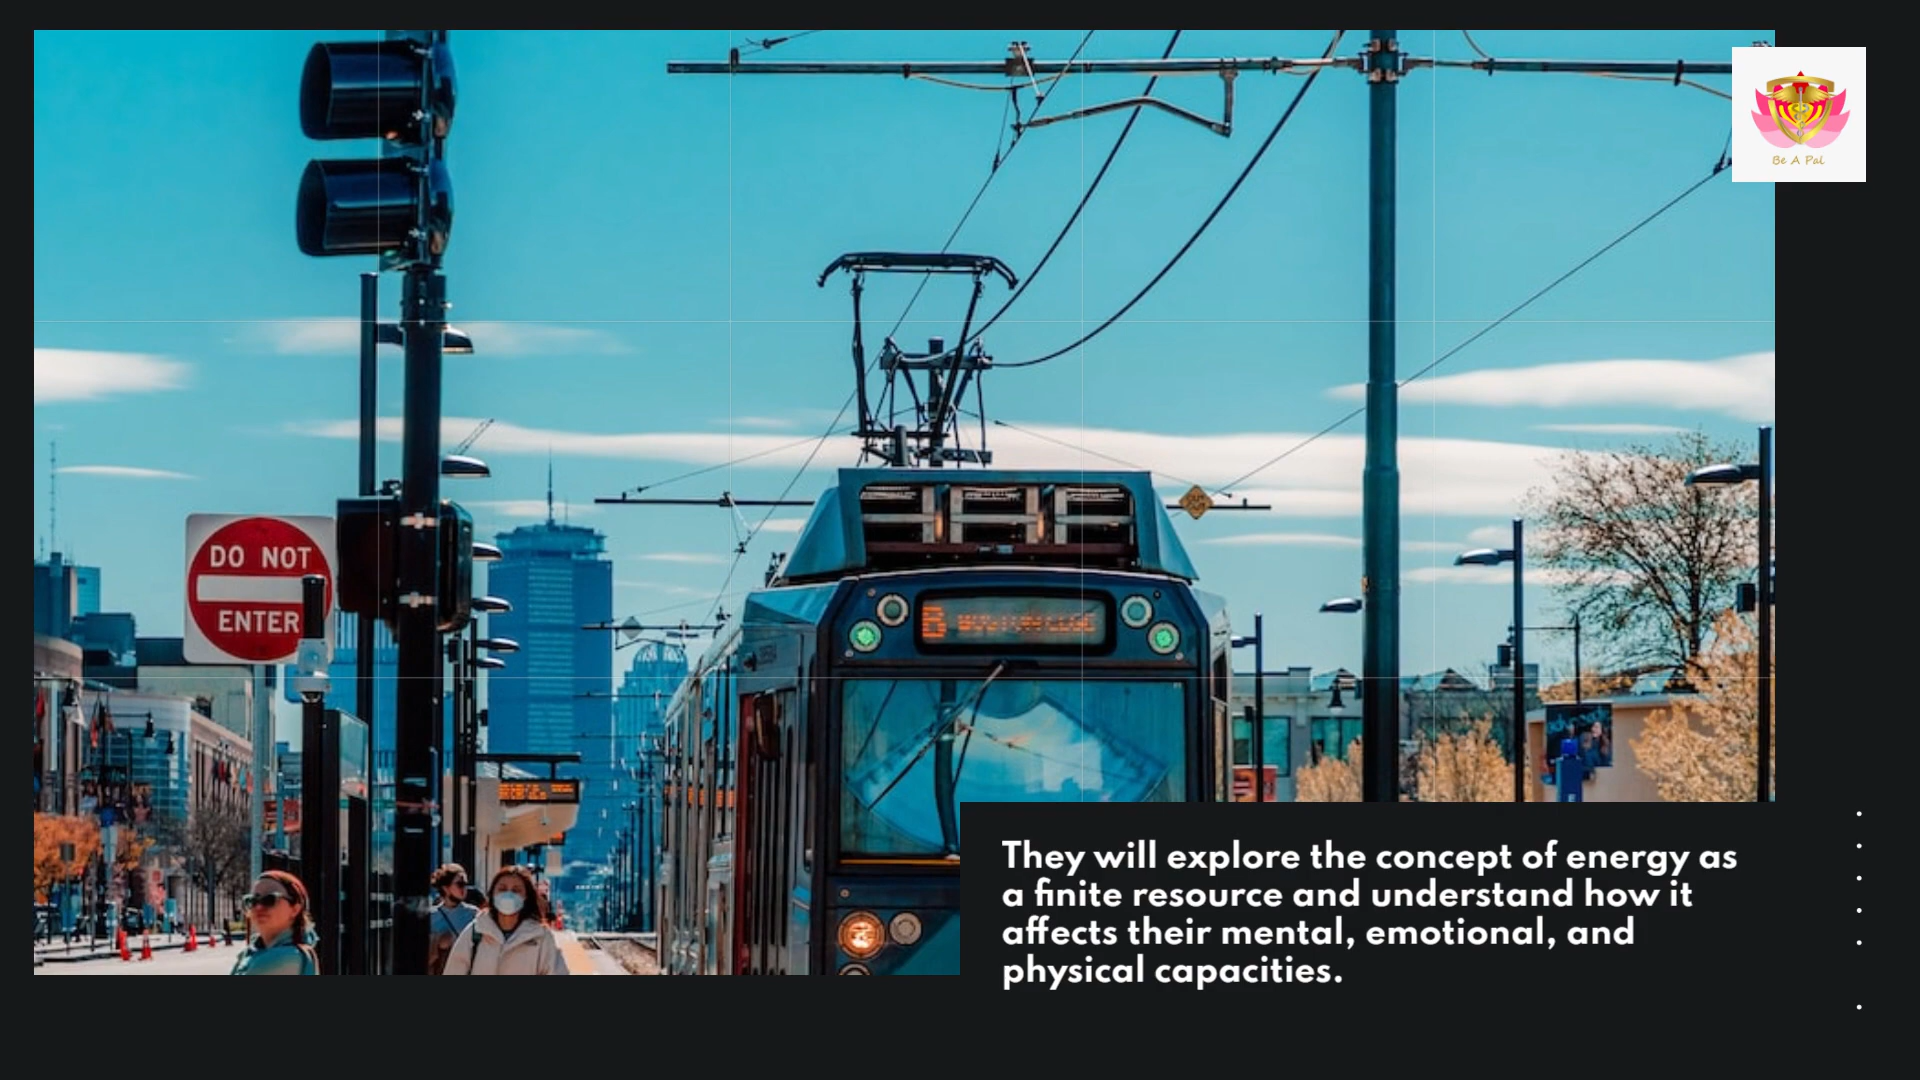 Be A Pal
DO NOT
ENTER
B
They will explore the concept of energy as
a finite resource and understand how it
affects their mental, emotional, and
physical capacities.